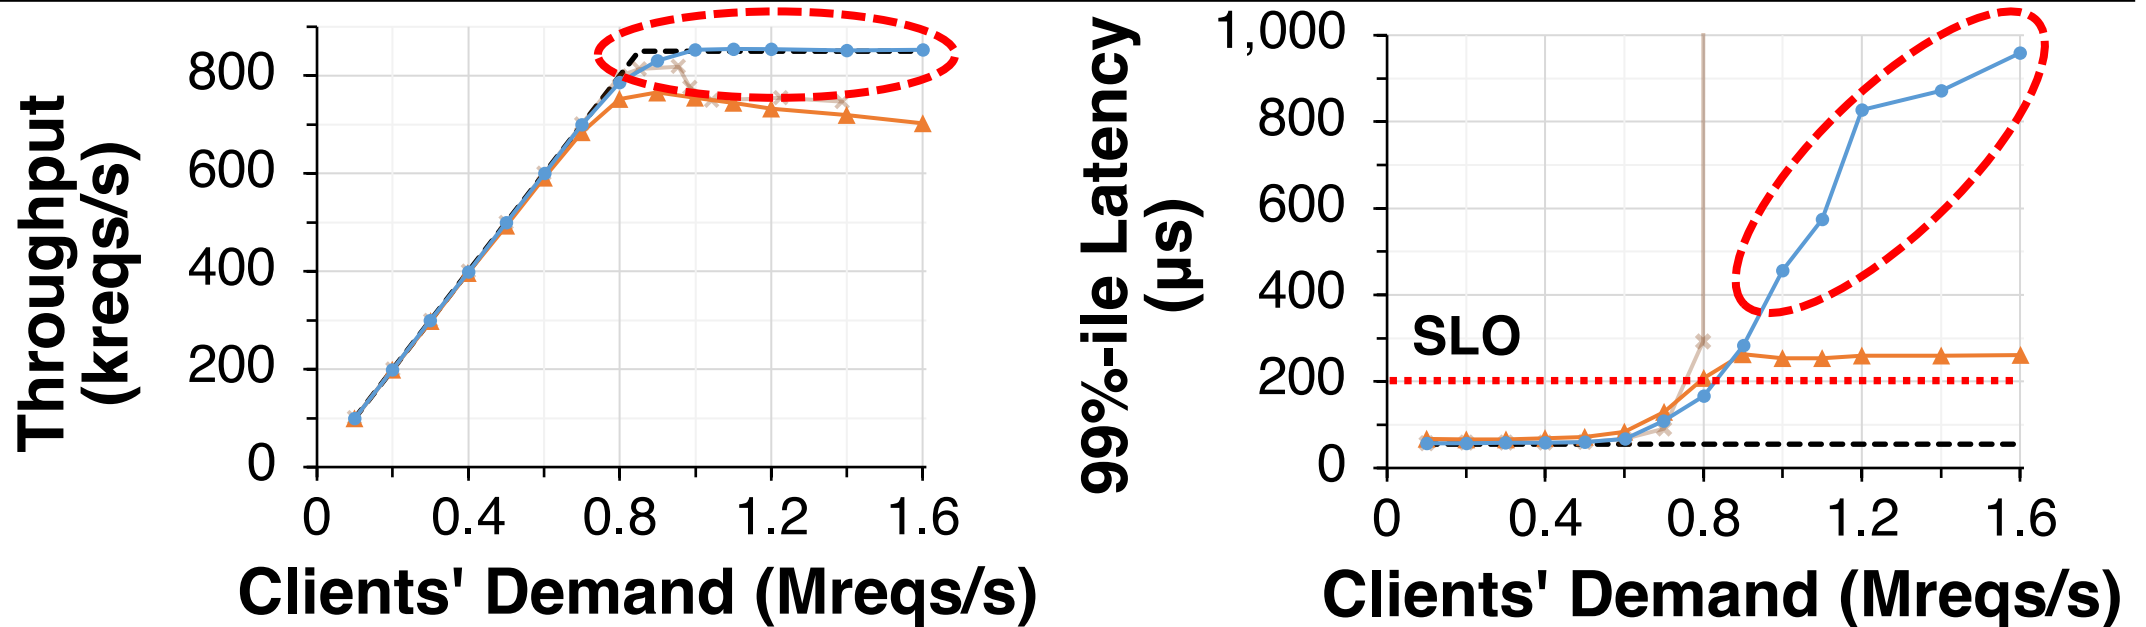 Throughput
(kreqs/s)
800
600
400
200
0
0 0.4 0.8 1.2 1.6
Clients' Demand (Mreqs/s)
99%-ile Latency
(µs)
1,000
800
600
400
200
0
SLO
0 0.4 0.8 1.2 1.6
Clients' Demand (Mreqs/s)